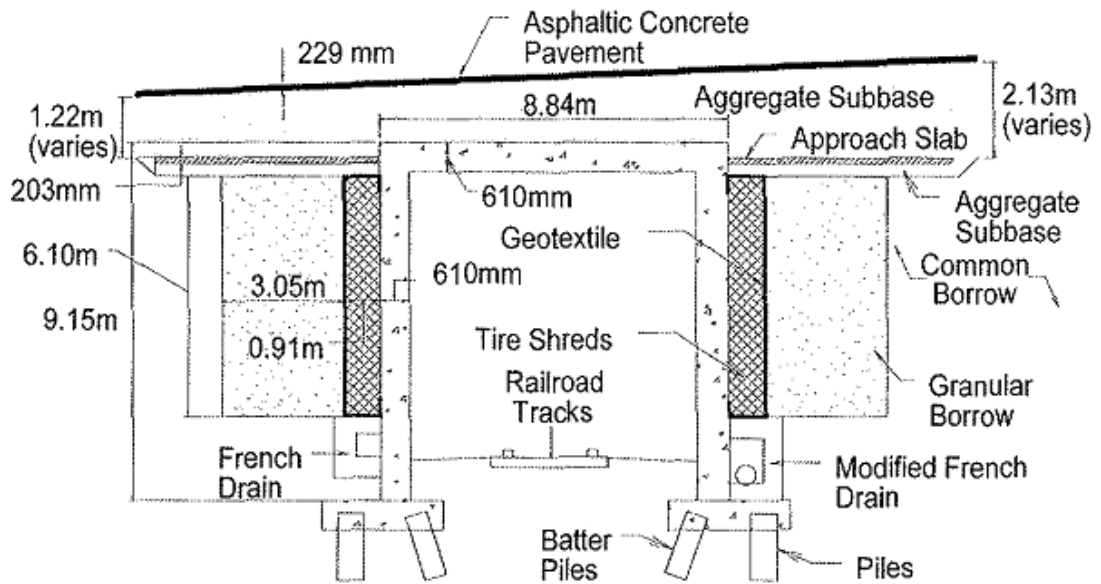 Asphaltic Concrete
Pavement
229 mm
1.22m
(varies)
8.84m
Aggregate Subbase
2.13m
(varies)
Approach Slab
203mm
610mm
Aggregate
Subbase
6.10m
Geotextile
Common
Borrow
3.05m
610mm
9.15m
0.91m
Tire Shreds
Railroad
Tracks
Granular
Borrow
French
Drain
Modified French
Drain
Batter
Piles
Piles